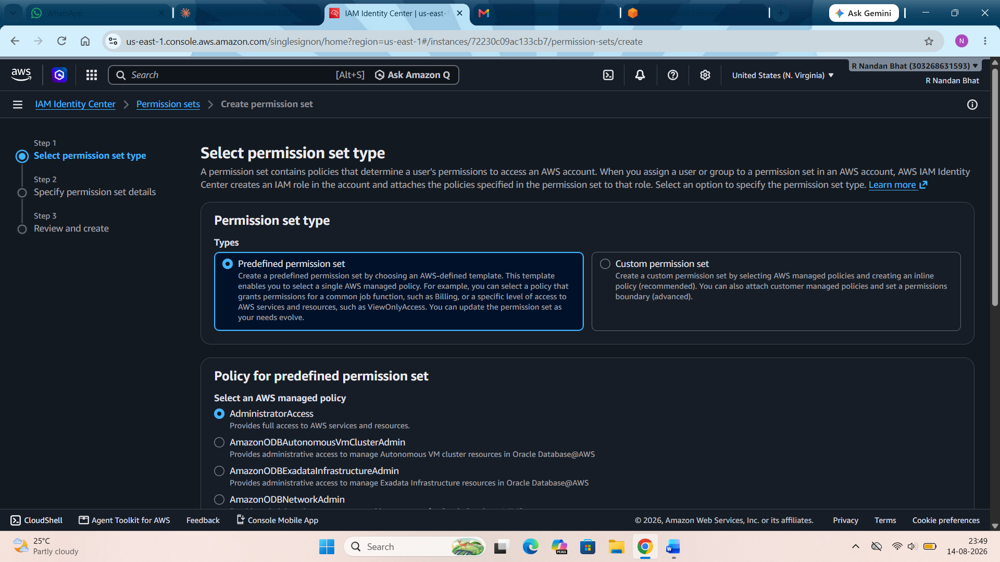 WhatsApp
organizations and SSO
IAM Identity Center | us-east-1
Ask Gemini
us-east-1.console.aws.amazon.com/singlesignon/home?region=us-east-1#/instances/72230c09ac133cb7/permission-sets/create
N
aws
Search
[Alt+S]
Ask Amazon Q
United States (N. Virginia)
R Nandan Bhat (303268631593)
R Nandan Bhat
IAM Identity Center
Permission sets
Create permission set
Step 1
Select permission set type
Step 2
Specify permission set details
Step 3
Review and create
Select permission set type
A permission set contains policies that determine a user's permissions to access an AWS account. When you assign a user or group to a permission set in an AWS account, AWS IAM Identity
Center creates an IAM role in the account and attaches the policies specified in the permission set to that role. Select an option to specify the permission set type. Learn more
Permission set type
Types
Predefined permission set
Create a predefined permission set by choosing an AWS-defined template. This template
enables you to select a single AWS managed policy. For example, you can select a policy that
grants permissions for a common job function, such as Billing, or a specific level of access to
AWS services and resources, such as ViewOnlyAccess. You can update the permission set as
your needs evolve.
Custom permission set
Create a custom permission set by selecting AWS managed policies and creating an inline
policy (recommended). You can also attach customer managed policies and set a permissions
boundary (advanced).
Policy for predefined permission set
Select an AWS managed policy
AdministratorAccess
Provides full access to AWS services and resources.
AmazonODBAutonomousVmClusterAdmin
Provides administrative access to manage Autonomous VM cluster resources in Oracle Database@AWS
AmazonODBExadataInfrastructureAdmin
Provides administrative access to manage Exadata Infrastructure resources in Oracle Database@AWS
AmazonODBNetworkAdmin
CloudShell
Agent Toolkit for AWS
Feedback
Console Mobile App
© 2026, Amazon Web Services, Inc. or its affiliates.
Privacy
Terms
Cookie preferences
25°C
Partly cloudy
Search
M365
W
23:49
14-08-2026